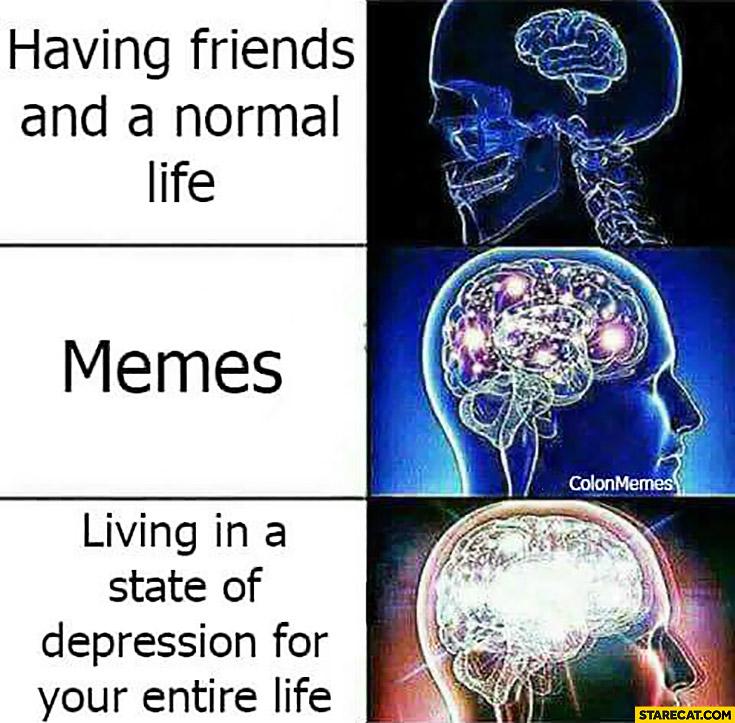 Having friends
and a normal
life
Memes
ColonMemes
Living in a
state of
depression for
your entire life
STARECAT.COM